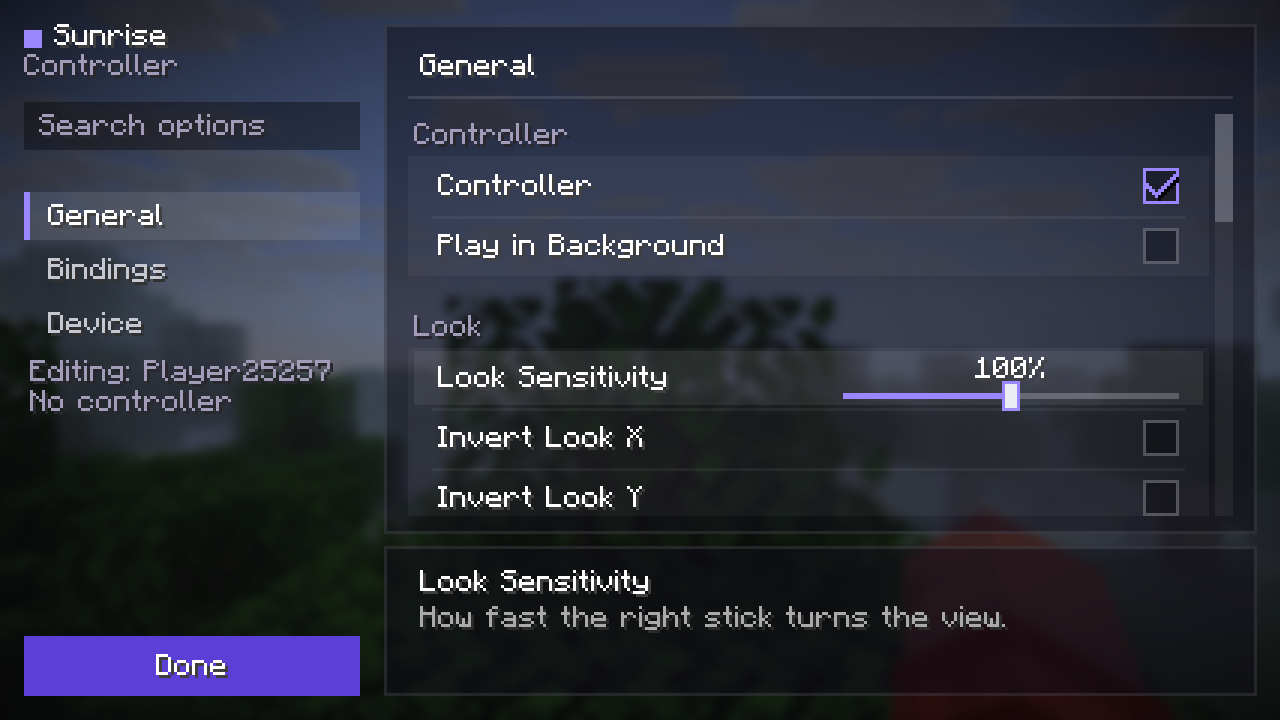 Sunrise
Controller
Search options
General
Bindings
Device
Editing: Player25257
No controller
Done
General
Controller
Controller
Play in Background
Look
Look Sensitivity
100%
Invert Look X
Invert Look Y
Look Sensitivity
How fast the right stick turns the view.